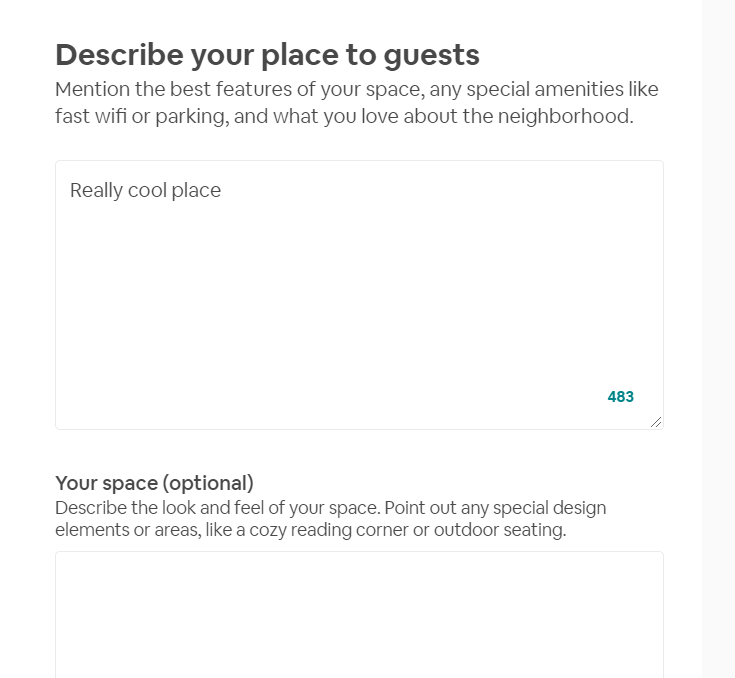 Describe your place to guests
Mention the best features of your space, any special amenities like
fast wifi or parking, and what you love about the neighborhood.
Really cool place
483
Your space (optional)
Describe the look and feel of your space. Point out any special design
elements or areas, like a cozy reading corner or outdoor seating.